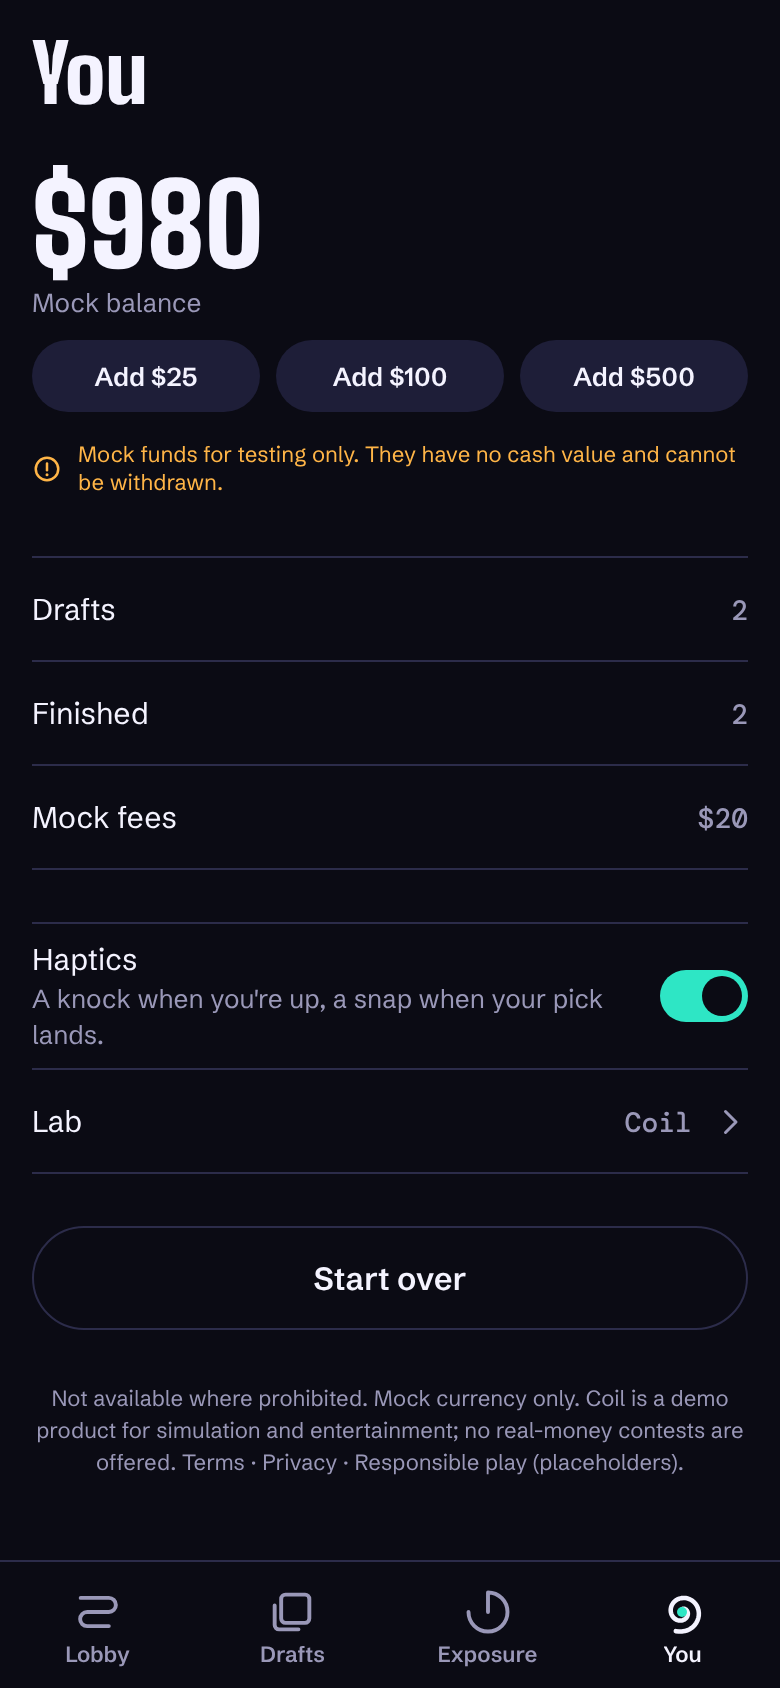 You
$980
Mock balance
Add $25
Add $100
Add $500
Mock funds for testing only. They have no cash value and cannot
be withdrawn.
Drafts
2
Finished
2
Mock fees
$20
Haptics
A knock when you're up, a snap when your pick
lands.
Lab
Coil
Start over
Not available where prohibited. Mock currency only. Coil is a demo
product for simulation and entertainment; no real-money contests are
offered. Terms · Privacy · Responsible play (placeholders).
Lobby
Drafts
Exposure
You